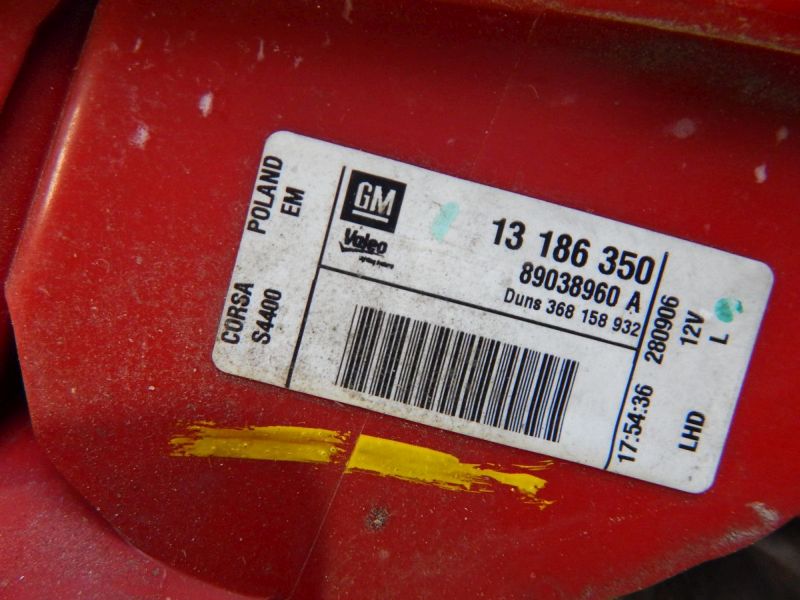 CORSA POLAND
S4400 EM
GM
Valeo
13 186 350
89038960 A
Duns 368 158 932
17:54:36 280906
12V
LHD L